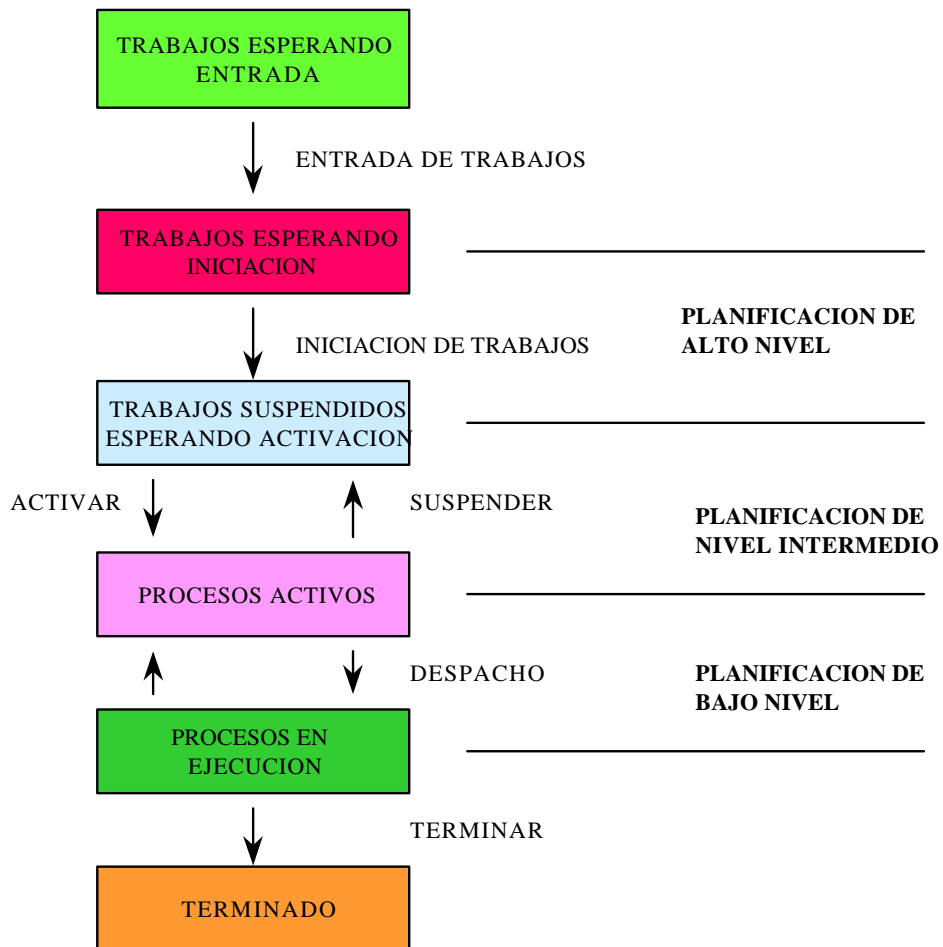 TRABAJOS ESPERANDO
ENTRADA
ENTRADA DE TRABAJOS
TRABAJOS ESPERANDO
INICIACION
PLANIFICACION DE
ALTO NIVEL
INICIACION DE TRABAJOS
TRABAJOS SUSPENDIDOS
ESPERANDO ACTIVACION
ACTIVAR
SUSPENDER
PLANIFICACION DE
NIVEL INTERMEDIO
PROCESOS ACTIVOS
DESPACHO
PLANIFICACION DE
BAJO NIVEL
PROCESOS EN
EJECUCION
TERMINAR
TERMINADO